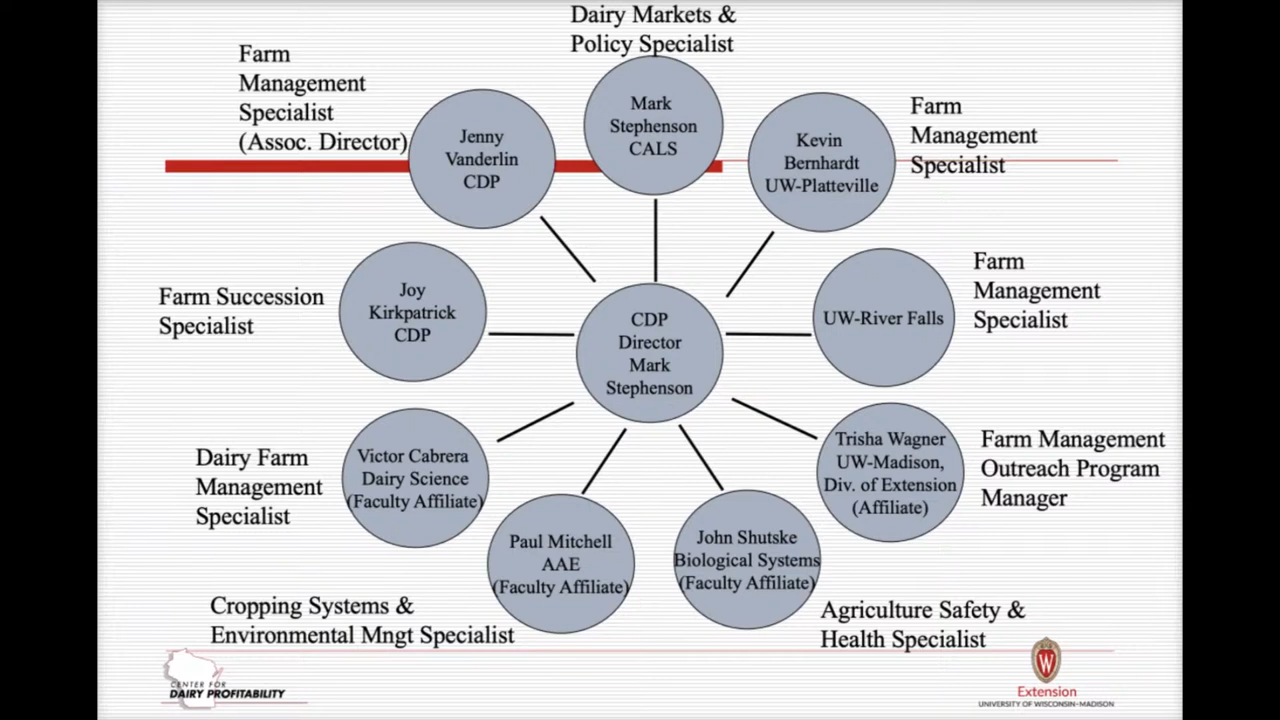 Dairy Markets &
Policy Specialist
Farm
Management
Specialist
(Assoc. Director)
Jenny
Vanderlin
CDP
Mark
Stephenson
CALS
Kevin
Bernhardt
UW-Platteville
Farm
Management
Specialist
Farm Succession
Specialist
Joy
Kirkpatrick
CDP
CDP
Director
Mark
Stephenson
UW-River Falls
Farm
Management
Specialist
Dairy Farm
Management
Specialist
Victor Cabrera
Dairy Science
(Faculty Affiliate)
Trisha Wagner
UW-Madison,
Div. of Extension
(Affiliate)
Farm Management
Outreach Program
Manager
Paul Mitchell
AAE
(Faculty Affiliate)
John Shutske
Biological Systems
(Faculty Affiliate)
Cropping Systems &
Environmental Mngt Specialist
Agriculture Safety &
Health Specialist
CENTER FOR
DAIRY PROFITABILITY
W
Extension
UNIVERSITY OF WISCONSIN-MADISON